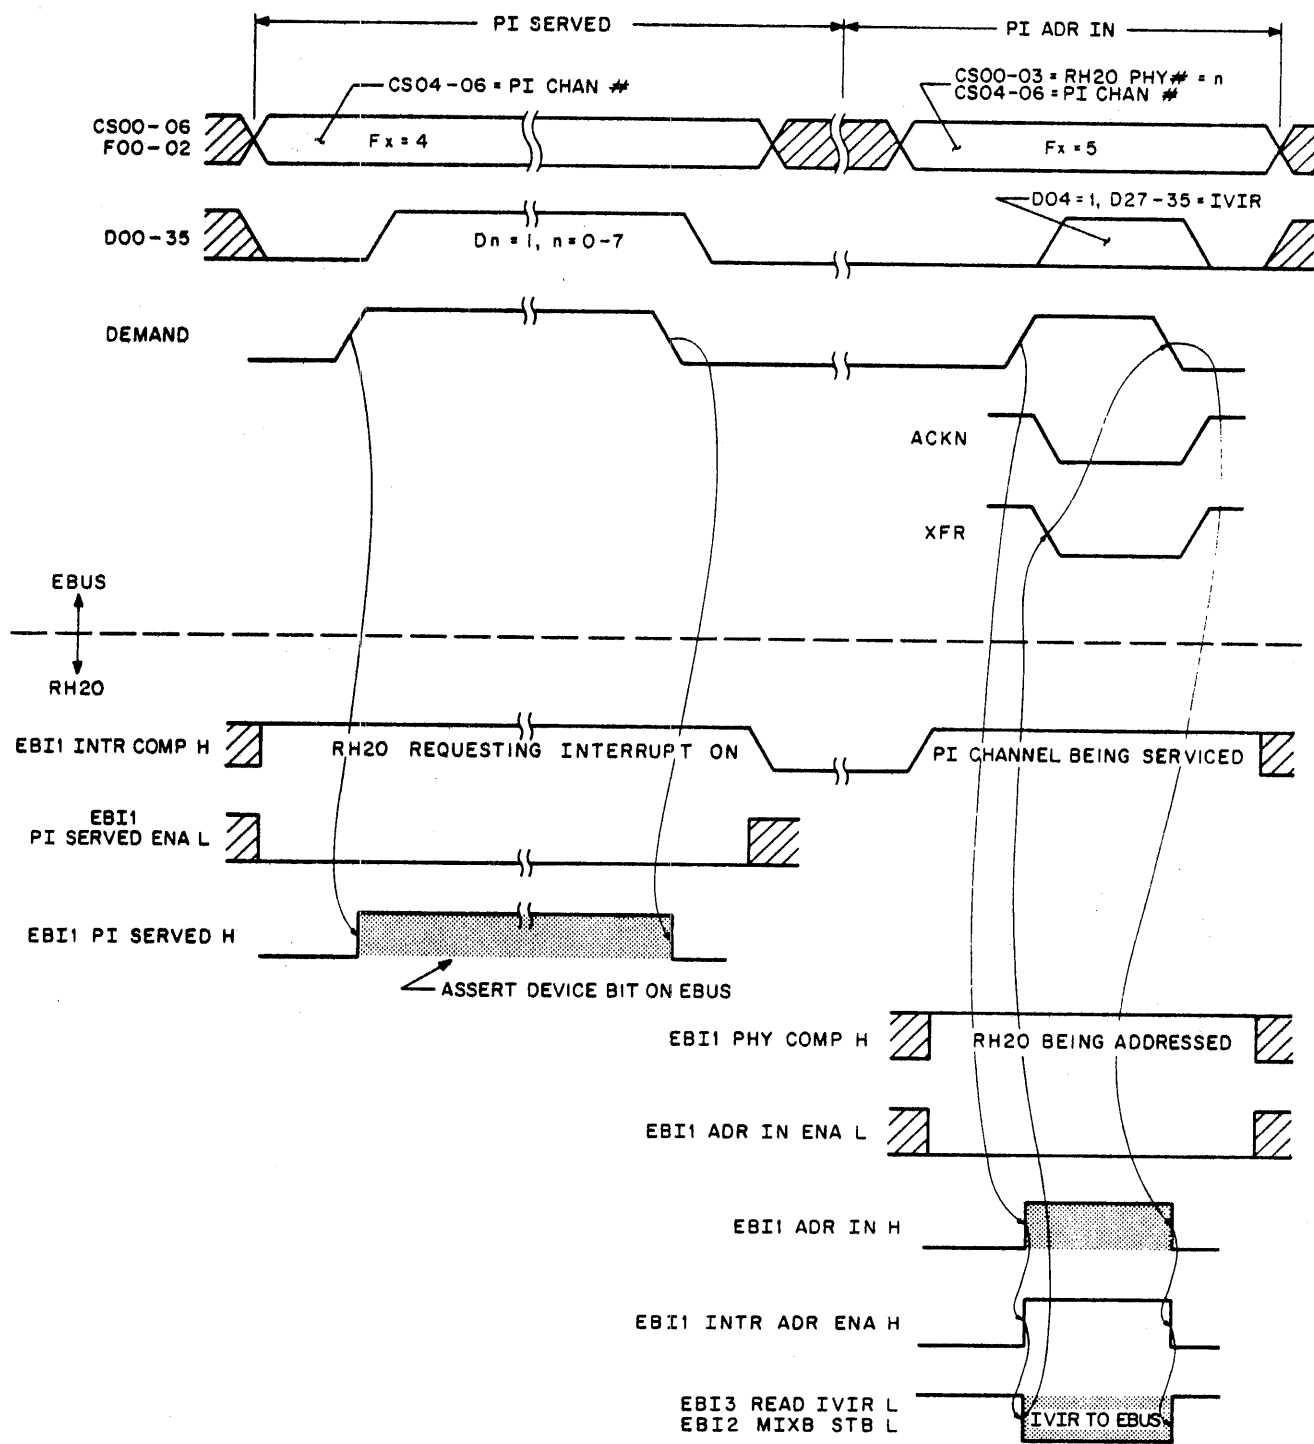 PI SERVED
PI ADR IN
CS04-06 = PI CHAN #
CS00-03 = RH20 PHY# = n
CS04-06 = PI CHAN #
CS00-06
F00-02
Fx = 4
Fx = 5
D04=1, D27-35 = IVIR
D00-35
Dn = 1, n=0-7
DEMAND
ACKN
XFR
EBUS
RH20
EBI1 INTR COMP H
RH20 REQUESTING INTERRUPT ON
PI CHANNEL BEING SERVICED
EBI1
PI SERVED ENA L
EBI1 PI SERVED H
ASSERT DEVICE BIT ON EBUS
EBI1 PHY COMP H
RH20 BEING ADDRESSED
EBI1 ADR IN ENA L
EBI1 ADR IN H
EBI1 INTR ADR ENA H
EBI3 READ IVIR L
EBI2 MIXB STB L
IVIR TO EBUS